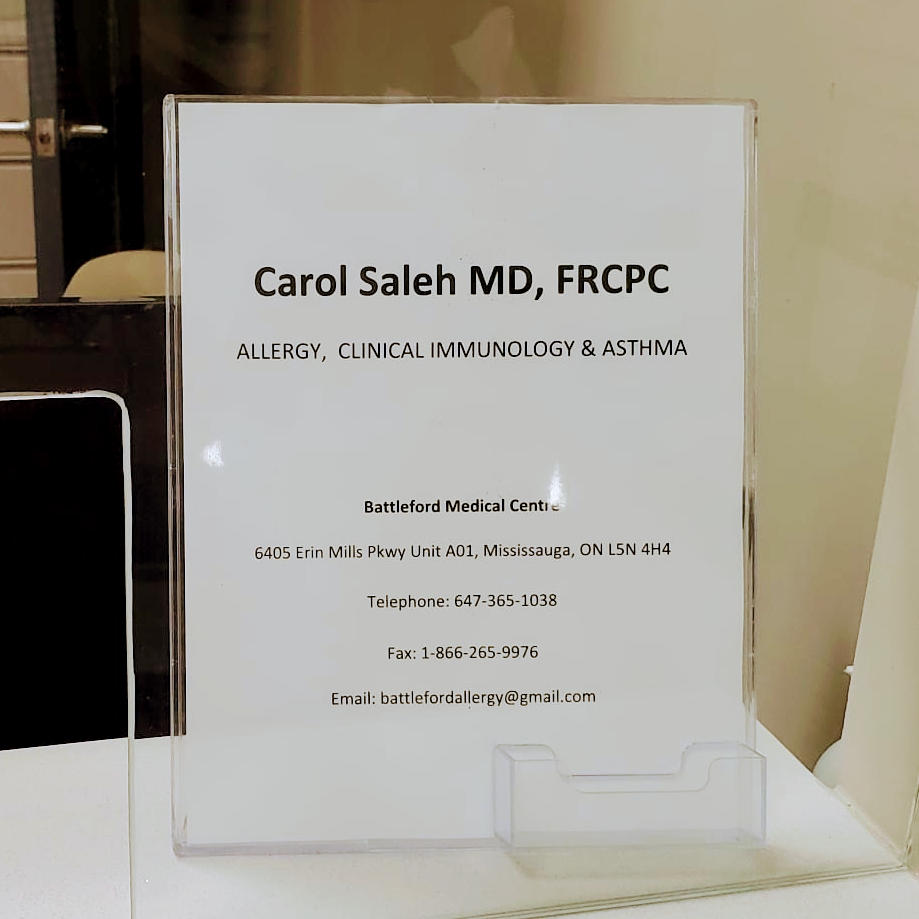 Carol Saleh MD, FRCPC
ALLERGY, CLINICAL IMMUNOLOGY & ASTHMA
Battleford Medical Centre
6405 Erin Mills Pkwy Unit A01, Mississauga, ON L5N 4H4
Telephone: 647-365-1038
Fax: 1-866-265-9976
Email: battlefordallergy@gmail.com